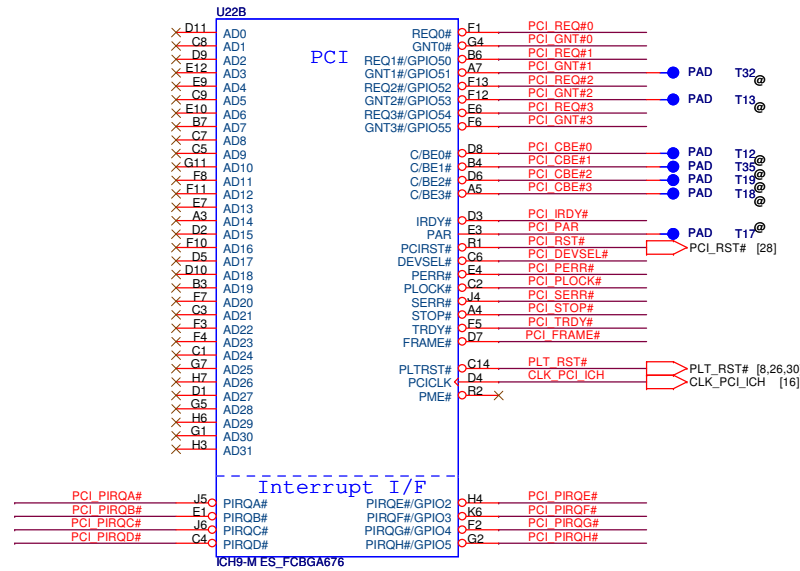 U22B
PCI
D11 AD0 REQ0# F1 PCI_REQ#0
C8 AD1 GNT0# G4 PCI_GNT#0
D9 AD2 REQ1#/GPIO50 B6 PCI_REQ#1
E12 AD3 GNT1#/GPIO51 A7 PCI_GNT#1 PAD T32 @
E9 AD4 REQ2#/GPIO52 F13 PCI_REQ#2
C9 AD5 GNT2#/GPIO53 F12 PCI_GNT#2 PAD T13 @
E10 AD6 REQ3#/GPIO54 E6 PCI_REQ#3
B7 AD7 GNT3#/GPIO55 F6 PCI_GNT#3
C7 AD8
C5 AD9 C/BE0# D8 PCI_CBE#0 PAD T12 @
G11 AD10 C/BE1# B4 PCI_CBE#1 PAD T35 @
F8 AD11 C/BE2# D6 PCI_CBE#2 PAD T19 @
F11 AD12 C/BE3# A5 PCI_CBE#3 PAD T18 @
E7 AD13
A3 AD14 IRDY# D3 PCI_IRDY#
D2 AD15 PAR E3 PCI_PAR PAD T17 @
F10 AD16 PCIRST# R1 PCI_RST# PCI_RST# [28]
D5 AD17 DEVSEL# C6 PCI_DEVSEL#
D10 AD18 PERR# E4 PCI_PERR#
B3 AD19 PLOCK# C2 PCI_PLOCK#
F7 AD20 SERR# J4 PCI_SERR#
C3 AD21 STOP# A4 PCI_STOP#
F3 AD22 TRDY# F5 PCI_TRDY#
F4 AD23 FRAME# D7 PCI_FRAME#
C1 AD24
G7 AD25 PLTRST# C14 PLT_RST# PLT_RST# [8,26,30
H7 AD26 PCICLK D4 CLK_PCI_ICH CLK_PCI_ICH [16]
D1 AD27 PME# R2
G5 AD28
H6 AD29
G1 AD30
H3 AD31
Interrupt I/F
PCI_PIRQA# J5 PIRQA# PIRQE#/GPIO2 H4 PCI_PIRQE#
PCI_PIRQB# E1 PIRQB# PIRQF#/GPIO3 K6 PCI_PIRQF#
PCI_PIRQC# J6 PIRQC# PIRQG#/GPIO4 F2 PCI_PIRQG#
PCI_PIRQD# C4 PIRQD# PIRQH#/GPIO5 G2 PCI_PIRQH#
ICH9-M ES_FCBGA676